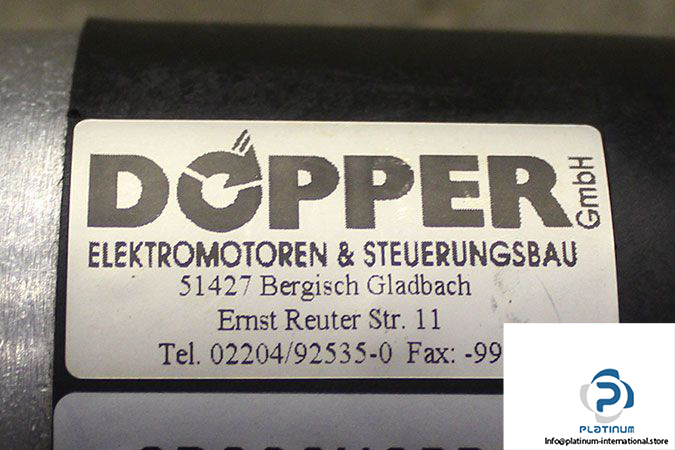 DÖPPER GmbH
ELEKTROMOTOREN & STEUERUNGSBAU
51427 Bergisch Gladbach
Ernst Reuter Str. 11
Tel. 02204/92535-0 Fax: -99
PLATINUM
Info@platinum-international.store